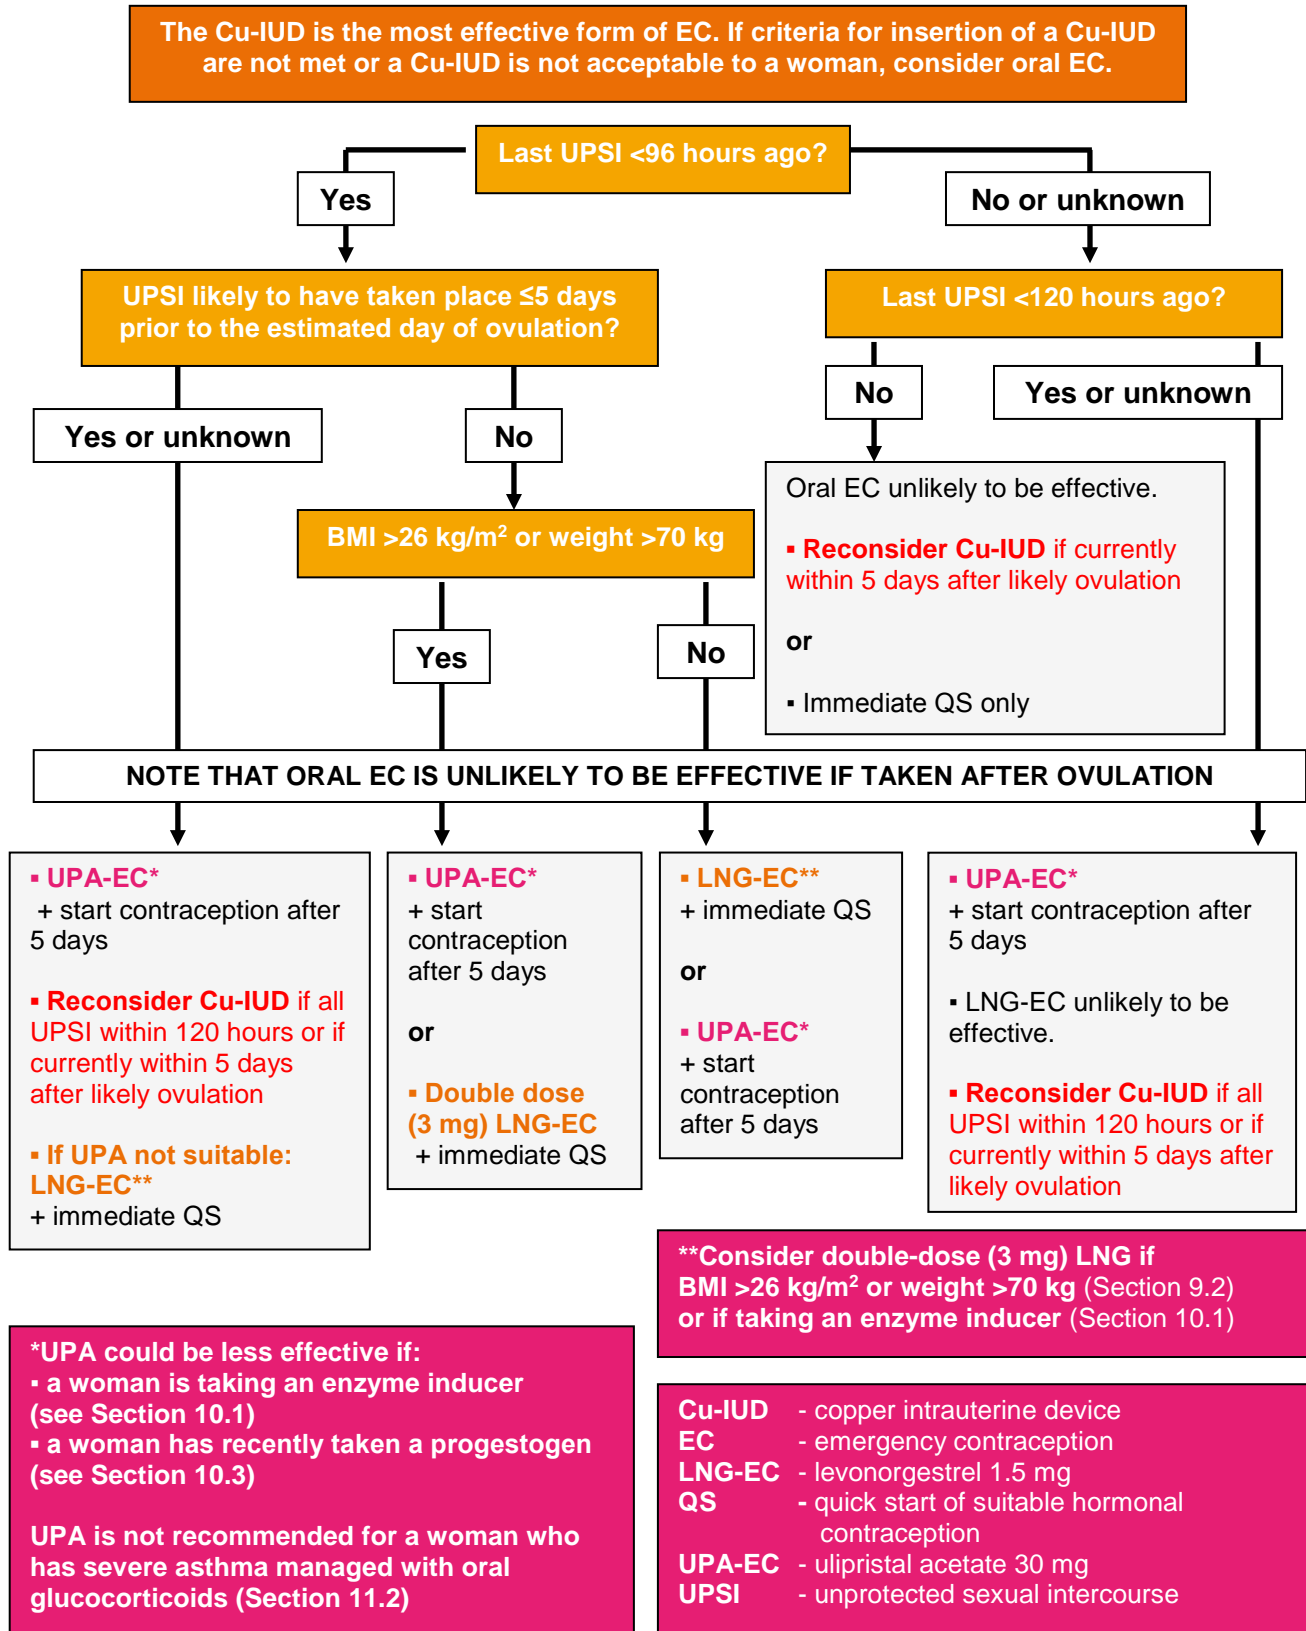 The Cu-IUD is the most effective form of EC. If criteria for insertion of a Cu-IUD
are not met or a Cu-IUD is not acceptable to a woman, consider oral EC.
Last UPSI <96 hours ago?
Yes
No or unknown
UPSI likely to have taken place ≤5 days
prior to the estimated day of ovulation?
Last UPSI <120 hours ago?
Yes or unknown
No
No
Yes or unknown
BMI >26 kg/m² or weight >70 kg
Yes
No
Oral EC unlikely to be effective.
▪ Reconsider Cu-IUD if currently
within 5 days after likely ovulation
or
▪ Immediate QS only
NOTE THAT ORAL EC IS UNLIKELY TO BE EFFECTIVE IF TAKEN AFTER OVULATION
▪ UPA-EC*
+ start contraception after
5 days
▪ Reconsider Cu-IUD if all
UPSI within 120 hours or if
currently within 5 days
after likely ovulation
▪ If UPA not suitable:
LNG-EC**
+ immediate QS
▪ UPA-EC*
+ start
contraception
after 5 days
or
▪ Double dose
(3 mg) LNG-EC
+ immediate QS
▪ LNG-EC**
+ immediate QS
or
▪ UPA-EC*
+ start
contraception
after 5 days
▪ UPA-EC*
+ start contraception after
5 days
▪ LNG-EC unlikely to be
effective.
▪ Reconsider Cu-IUD if all
UPSI within 120 hours or if
currently within 5 days after
likely ovulation
**Consider double-dose (3 mg) LNG if
BMI >26 kg/m² or weight >70 kg (Section 9.2)
or if taking an enzyme inducer (Section 10.1)
*UPA could be less effective if:
▪ a woman is taking an enzyme inducer
(see Section 10.1)
▪ a woman has recently taken a progestogen
(see Section 10.3)
UPA is not recommended for a woman who
has severe asthma managed with oral
glucocorticoids (Section 11.2)
Cu-IUD - copper intrauterine device
EC - emergency contraception
LNG-EC - levonorgestrel 1.5 mg
QS - quick start of suitable hormonal
contraception
UPA-EC - ulipristal acetate 30 mg
UPSI - unprotected sexual intercourse